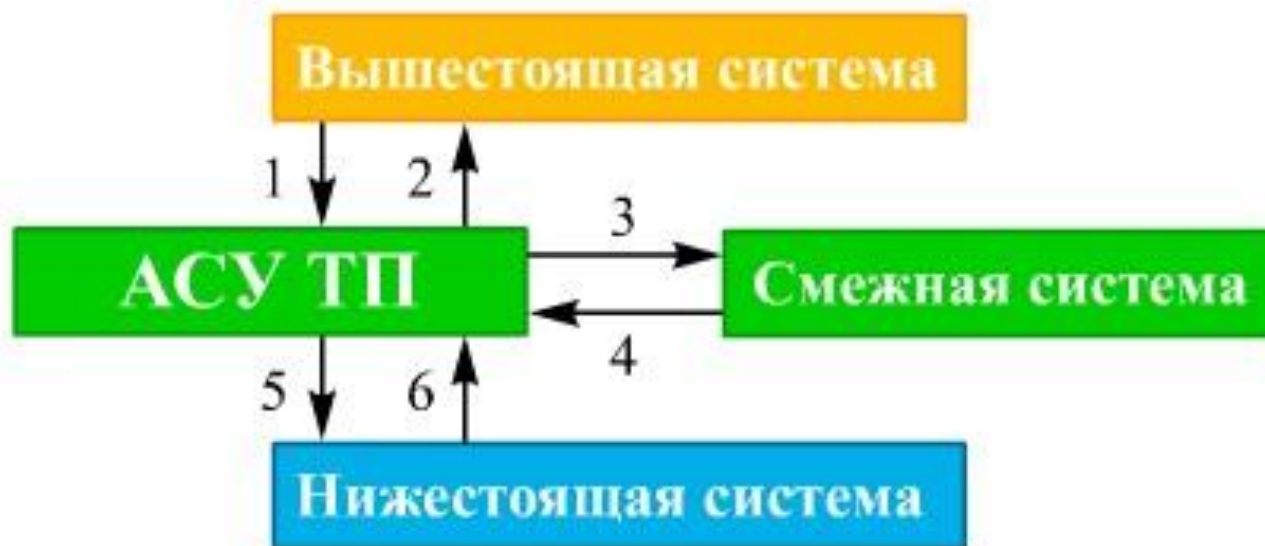 Вышестоящая система
1 2
3
АСУ ТП
Смежная система
4
5 6
Нижестоящая система